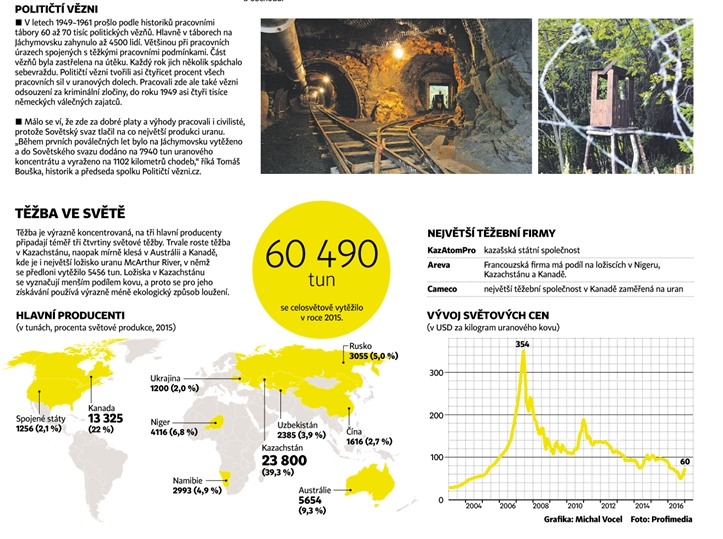 POLITIČTÍ VĚZNI
■ V letech 1949–1961 prošlo podle historiků pracovními
tábory 60 až 70 tisíc politických vězňů. Hlavně v táborech na
Jáchymovsku zahynulo až 4500 lidí. Většinou při pracovních
úrazech spojených s těžkými pracovními podmínkami. Část
vězňů byla zastřelena na útěku. Každý rok jich několik spáchalo
sebevraždu. Političtí vězni tvořili asi čtyřicet procent všech
pracovních sil v uranových dolech. Pracovali zde ale také vězni
odsouzení za kriminální zločiny, do roku 1949 asi čtyři tisíce
německých válečných zajatců.
■ Málo se ví, že zde za dobré platy a výhody pracovali i civilisté,
protože Sovětský svaz tlačil na co největší produkci uranu.
„Během prvních poválečných let bylo na Jáchymovsku vytěženo
a do Sovětského svazu dodáno na 7940 tun uranového
koncentrátu a vyraženo na 1102 kilometrů chodeb,“ říká Tomáš
Bouška, historik a předseda spolku Političtí vězni.cz.
TĚŽBA VE SVĚTĚ
Těžba je výrazně koncentrovaná, na tři hlavní producenty
připadají téměř tři čtvrtiny světové těžby. Trvale roste těžba
v Kazachstánu, naopak mírně klesá v Austrálii a Kanadě,
kde je i největší ložisko uranu McArthur River, v němž
se předloni vytěžilo 5456 tun. Ložiska v Kazachstánu
se vyznačují menším podílem kovu, a proto se pro jeho
získávání používá výrazně méně ekologický způsob loužení.
60 490
tun
se celosvětově vytěžilo
v roce 2015.
NEJVĚTŠÍ TĚŽEBNÍ FIRMY
KazAtomPro kazašská státní společnost
Areva Francouzská firma má podíl na ložiscích v Nigeru,
Kazachstánu a Kanadě.
Cameco největší těžební společnost v Kanadě zaměřená na uran
HLAVNÍ PRODUCENTI
(v tunách, procenta světové produkce, 2015)
Rusko
3055 (5,0 %)
Ukrajina
1200 (2,0 %)
Spojené státy
1256 (2,1 %)
Kanada
13 325
(22 %)
Niger
4116 (6,8 %)
Uzbekistán
2385 (3,9 %)
Čína
1616 (2,7 %)
Kazachstán
23 800
(39,3 %)
Namibie
2993 (4,9 %)
Austrálie
5654
(9,3 %)
VÝVOJ SVĚTOVÝCH CEN
(v USD za kilogram uranového kovu)
354
300
200
100
60
0
2004 2006 2008 2010 2012 2014 2016
Grafika: Michal Vocel Foto: Profimedia